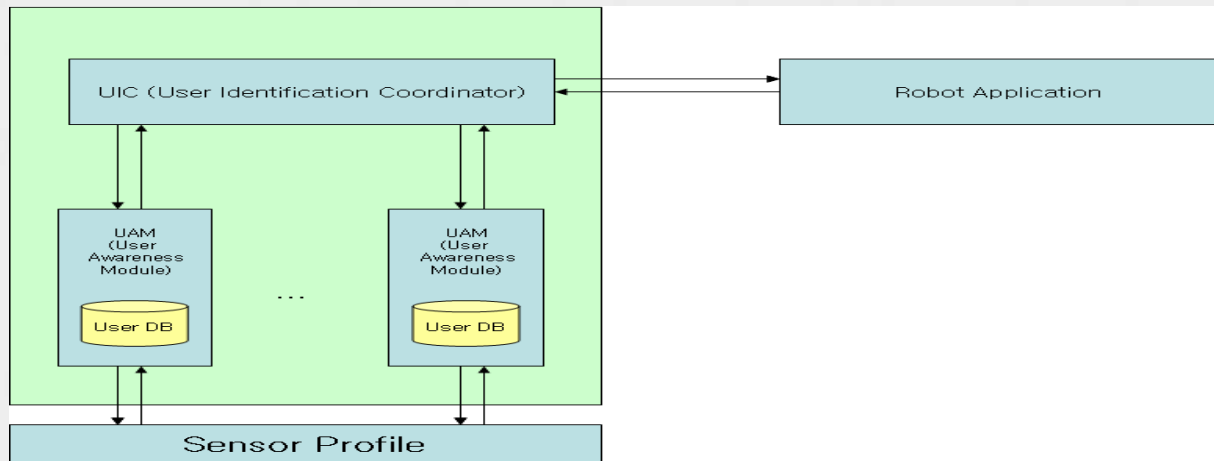 UIC (User Identification Coordinator)
Robot Application
UAM
(User
Awareness
Module)
User DB
...
UAM
(User
Awareness
Module)
User DB
Sensor Profile